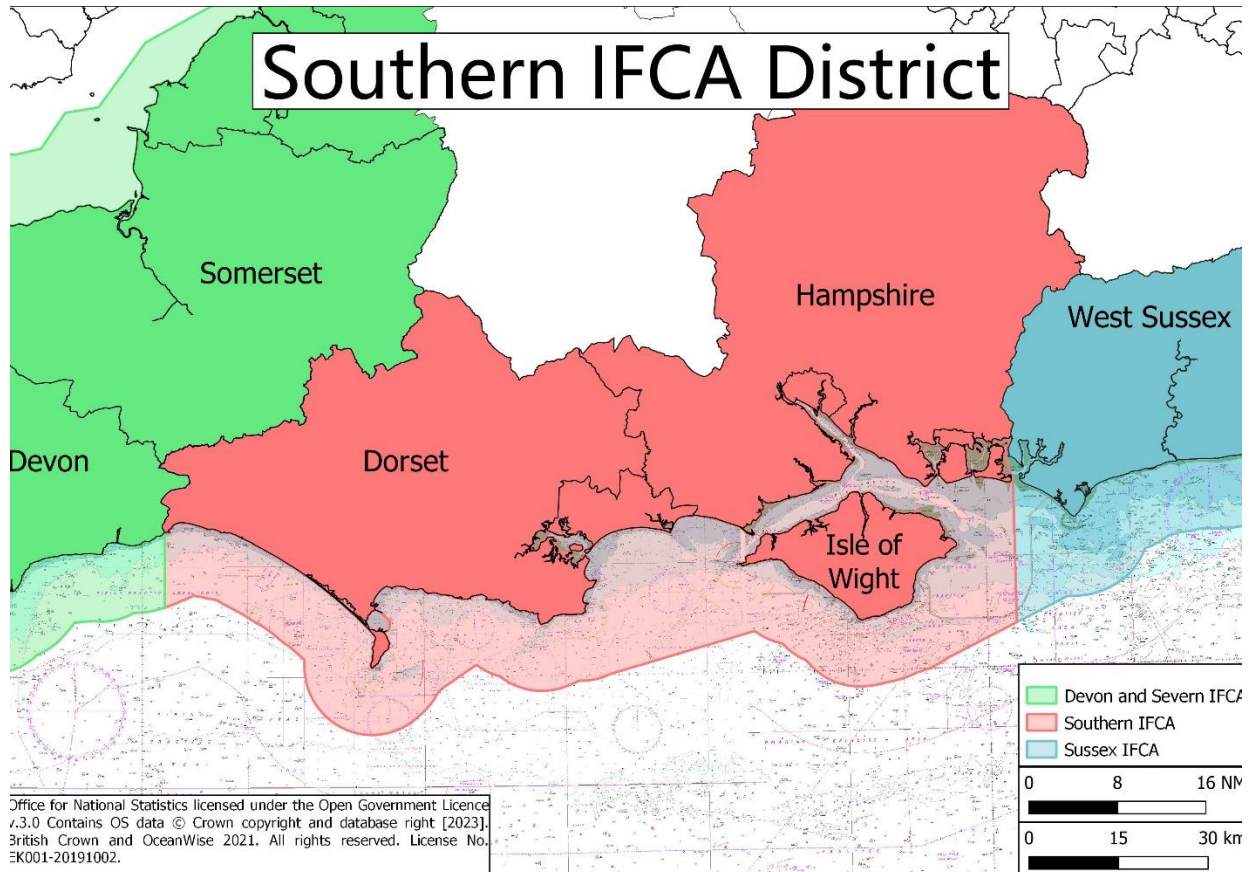 Southern IFCA District
Somerset
Hampshire
West Sussex
Devon
Dorset
Isle of
Wight
Devon and Severn IFCA
Southern IFCA
Sussex IFCA
0 8 16 NM
0 15 30 km
Office for National Statistics licensed under the Open Government Licence
v.3.0 Contains OS data © Crown copyright and database right [2023].
British Crown and OceanWise 2021. All rights reserved. License No.
EK001-20191002.